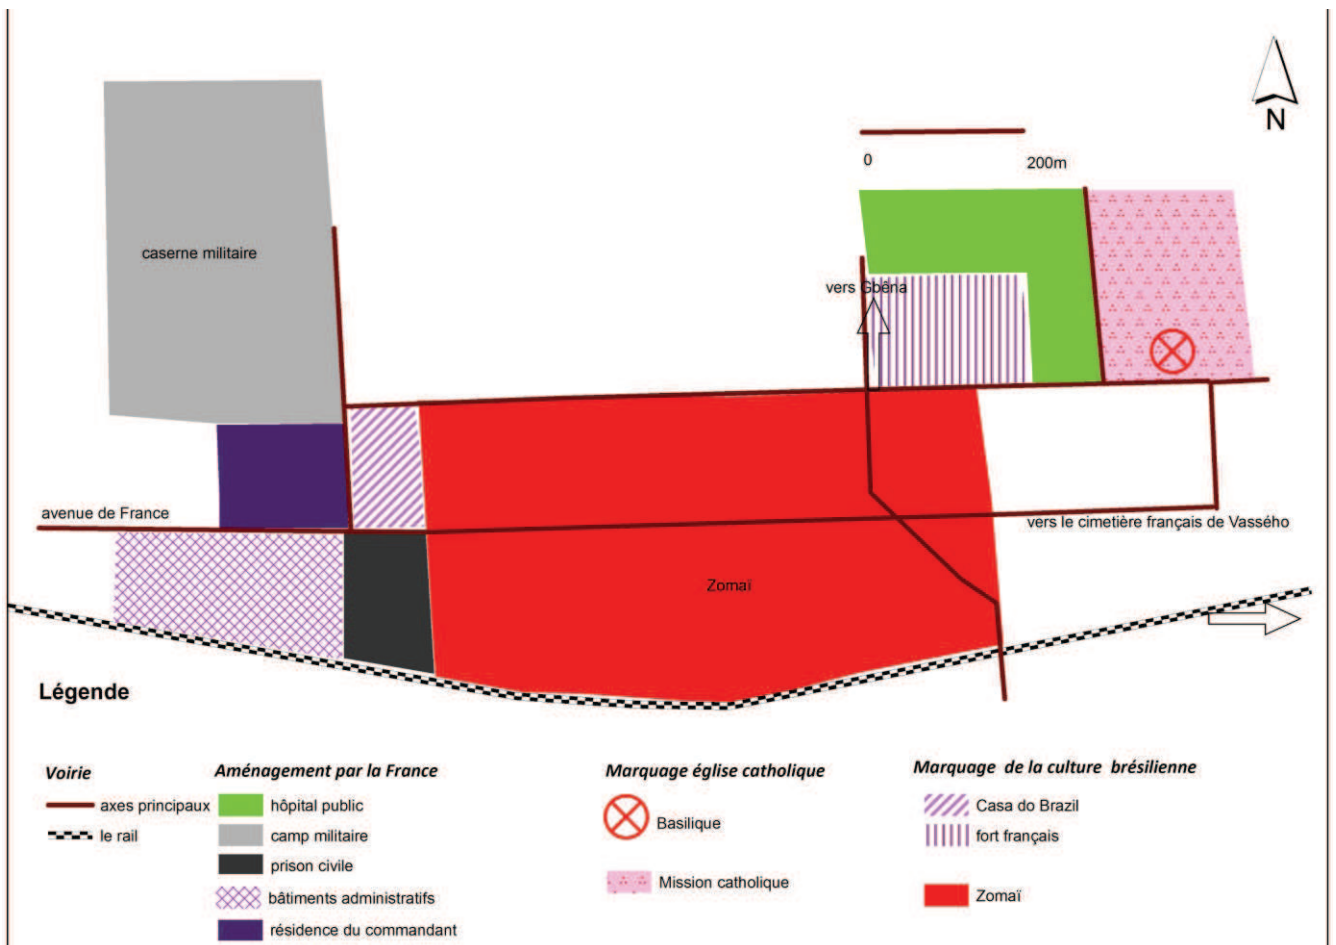 N
0
200m
caserne militaire
vers Gbêna
avenue de France
vers le cimetière français de Vasségho
Zomaï
Légende
Voirie
axes principaux
le rail
Aménagement par la France
hôpital public
camp militaire
prison civile
bâtiments administratifs
résidence du commandant
Marquage église catholique
Basilique
Mission catholique
Marquage de la culture brésilienne
Casa do Brazil
fort français
Zomaï